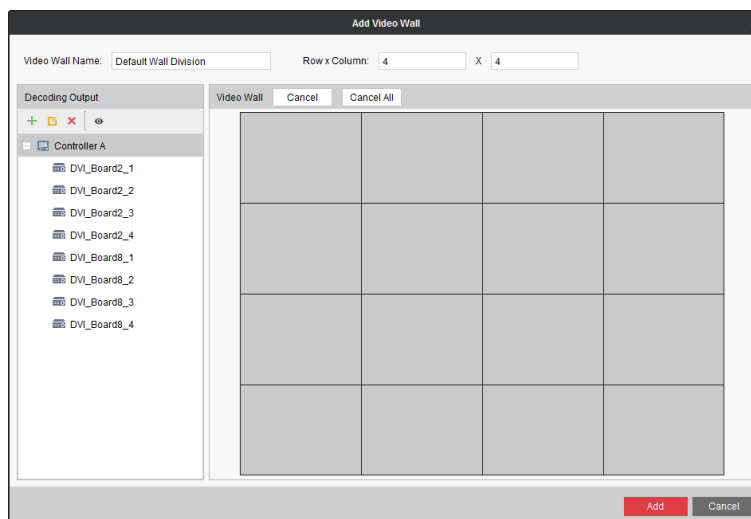 Add Video Wall
Video Wall Name: Default Wall Division Row x Column: 4 X 4
Decoding Output
Video Wall Cancel Cancel All
Controller A
DVI_Board2_1
DVI_Board2_2
DVI_Board2_3
DVI_Board2_4
DVI_Board8_1
DVI_Board8_2
DVI_Board8_3
DVI_Board8_4
Add Cancel